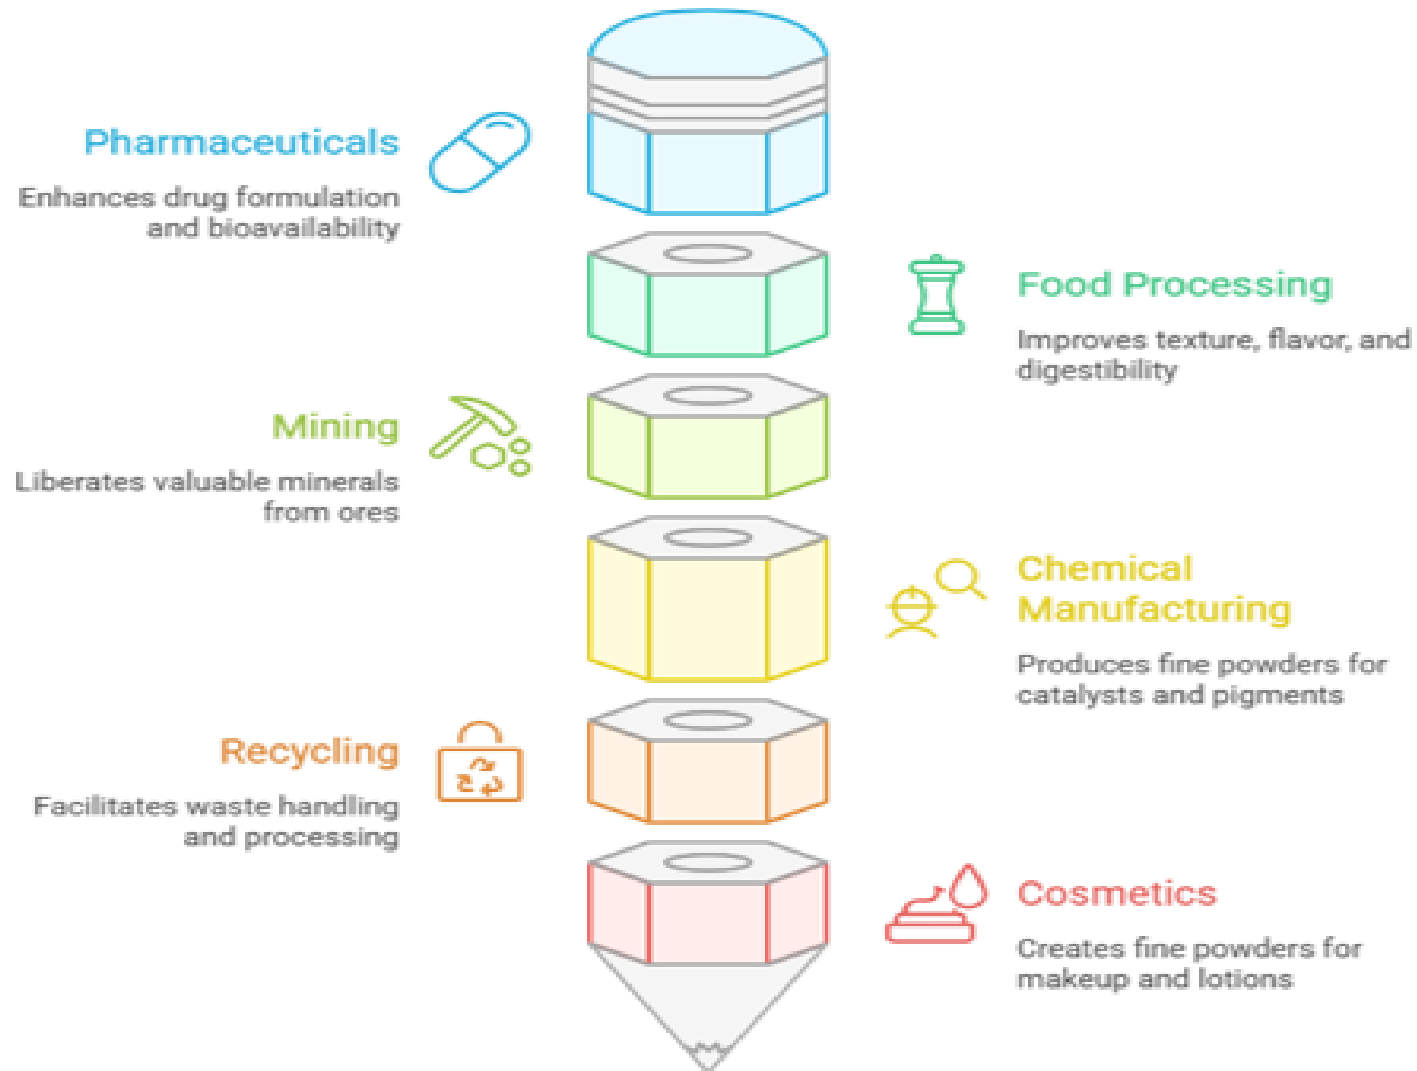 Pharmaceuticals
Enhances drug formulation
and bioavailability
Food Processing
Improves texture, flavor, and
digestibility
Mining
Liberates valuable minerals
from ores
Chemical
Manufacturing
Produces fine powders for
catalysts and pigments
Recycling
Facilitates waste handling
and processing
Cosmetics
Creates fine powders for
makeup and lotions